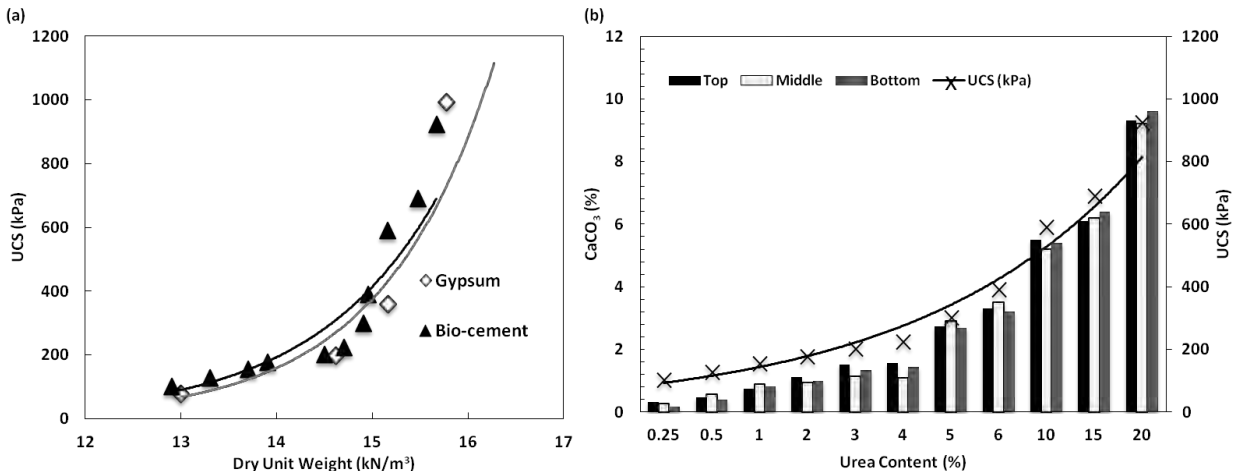 (a)
1200
1000
800
600
400
200
0
UCS (kPa)
Gypsum
Bio-cement
12 13 14 15 16 17
Dry Unit Weight (kN/m³)
(b)
12
10
8
6
4
2
0
CaCO₃ (%)
Top Middle Bottom UCS (kPa)
1200
1000
800
600
400
200
0
UCS (kPa)
0.25 0.5 1 2 3 4 5 6 10 15 20
Urea Content (%)